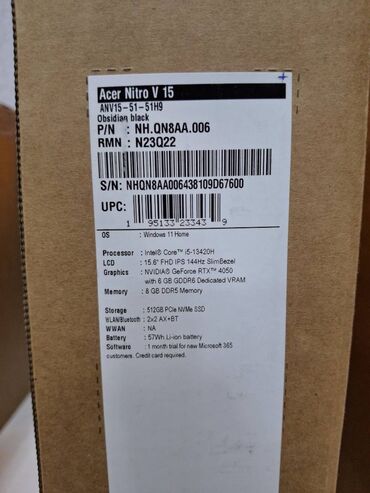 Acer Nitro V 15
ANV15-51-51H9
Obsidian black
P/N : NH.QN8AA.006
RMN : N23Q22
S/N: NHQN8AA006438109D67600
UPC:
1 95133 23343 9
OS : Windows 11 Home
Processor : Intel® Core™ i5-13420H
LCD : 15.6" FHD IPS 144Hz SlimBezel
Graphics : NVIDIA® GeForce RTX™ 4050
with 6 GB GDDR6 Dedicated VRAM
Memory : 8 GB DDR5 Memory
Storage : 512GB PCIe NVMe SSD
WLAN/Bluetooth : 2x2 AX+BT
WWAN : NA
Battery : 57Wh Li-ion battery
Software : 1 month trial for new Microsoft 365
customers. Credit card required.